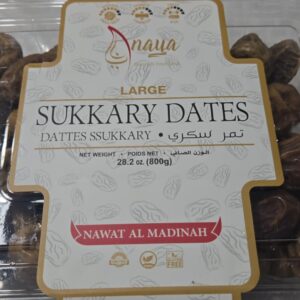 anaya
LARGE
SUKKARY DATES
DATTES SSUKKARY • تمر سكري
NET WEIGHT • POIDS NET • الوزن الصافي
28.2 oz. (800g)
NAWAT AL MADINAH
FREE